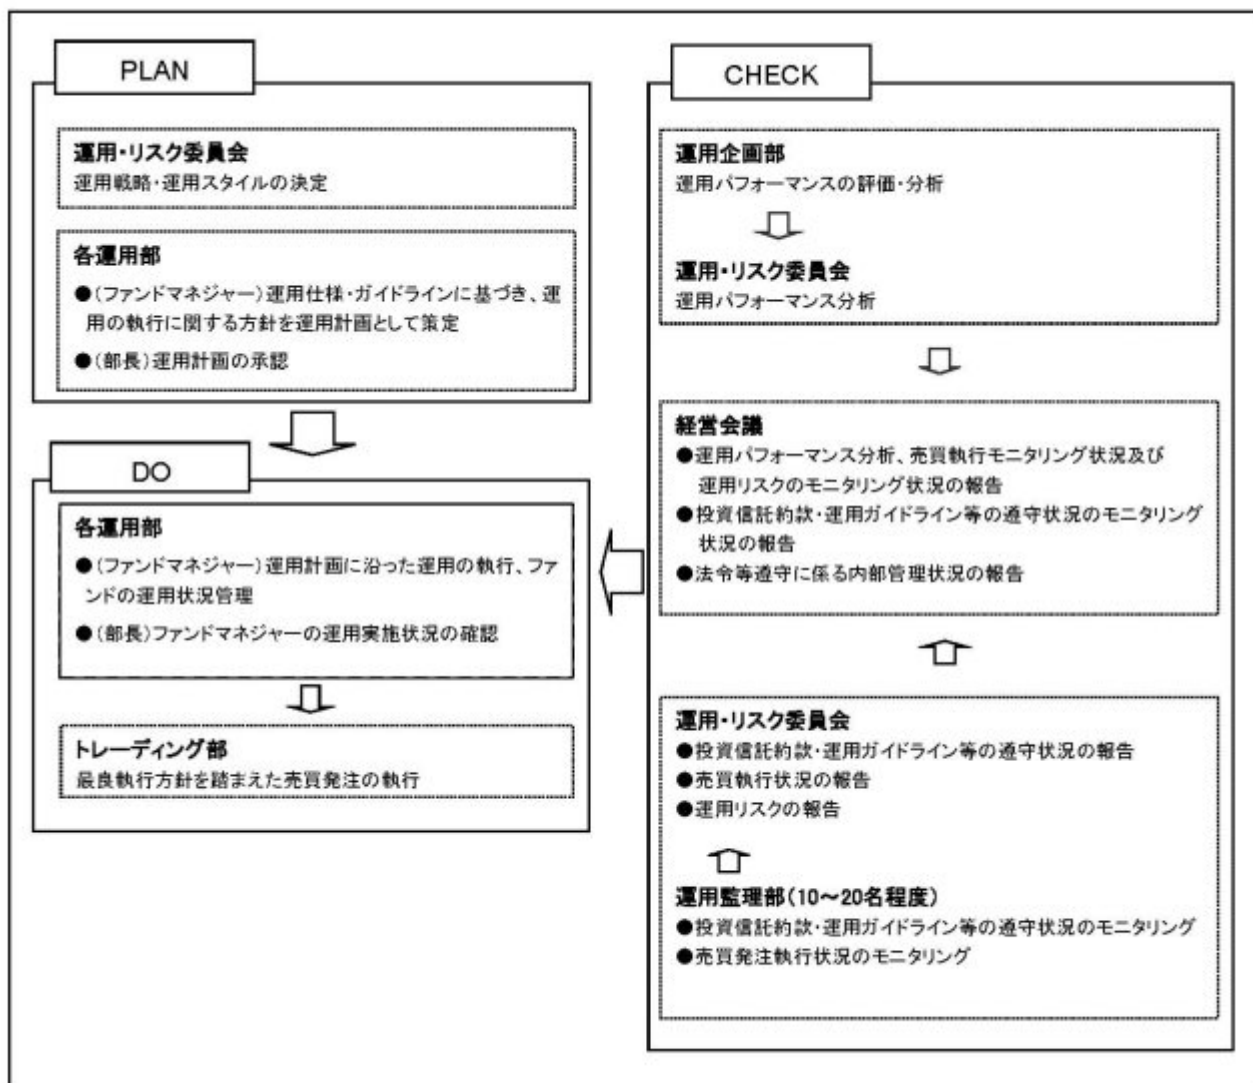 PLAN
運用・リスク委員会
運用戦略・運用スタイルの決定
各運用部
●(ファンドマネジャー)運用仕様・ガイドラインに基づき、運
用の執行に関する方針を運用計画として策定
●(部長)運用計画の承認
DO
各運用部
●(ファンドマネジャー)運用計画に沿った運用の執行、ファ
ンドの運用状況管理
●(部長)ファンドマネジャーの運用実施状況の確認
トレーディング部
最良執行方針を踏まえた売買発注の執行
CHECK
運用企画部
運用パフォーマンスの評価・分析
運用・リスク委員会
運用パフォーマンス分析
経営会議
●運用パフォーマンス分析、売買執行モニタリング状況及び
運用リスクのモニタリング状況の報告
●投資信託約款・運用ガイドライン等の遵守状況のモニタリング
状況の報告
●法令等遵守に係る内部管理状況の報告
運用・リスク委員会
●投資信託約款・運用ガイドライン等の遵守状況の報告
●売買執行状況の報告
●運用リスクの報告
運用監理部(10～20名程度)
●投資信託約款・運用ガイドライン等の遵守状況のモニタリング
●売買発注執行状況のモニタリング